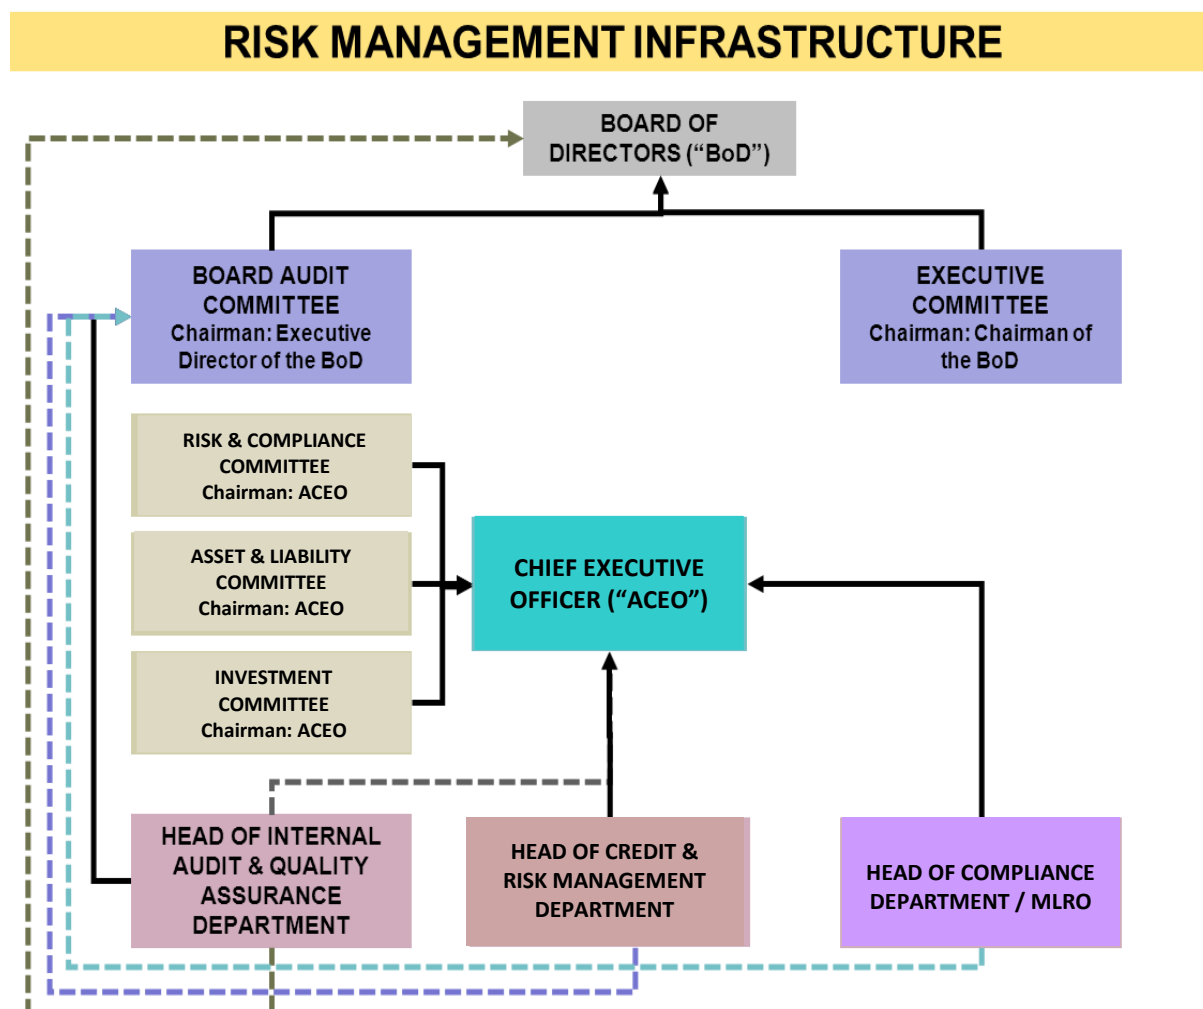 RISK MANAGEMENT INFRASTRUCTURE
BOARD OF
DIRECTORS (“BoD”)
BOARD AUDIT
COMMITTEE
Chairman: Executive
Director of the BoD
EXECUTIVE
COMMITTEE
Chairman: Chairman of
the BoD
RISK & COMPLIANCE
COMMITTEE
Chairman: ACEO
ASSET & LIABILITY
COMMITTEE
Chairman: ACEO
INVESTMENT
COMMITTEE
Chairman: ACEO
CHIEF EXECUTIVE
OFFICER (“ACEO”)
HEAD OF INTERNAL
AUDIT & QUALITY
ASSURANCE
DEPARTMENT
HEAD OF CREDIT &
RISK MANAGEMENT
DEPARTMENT
HEAD OF COMPLIANCE
DEPARTMENT / MLRO